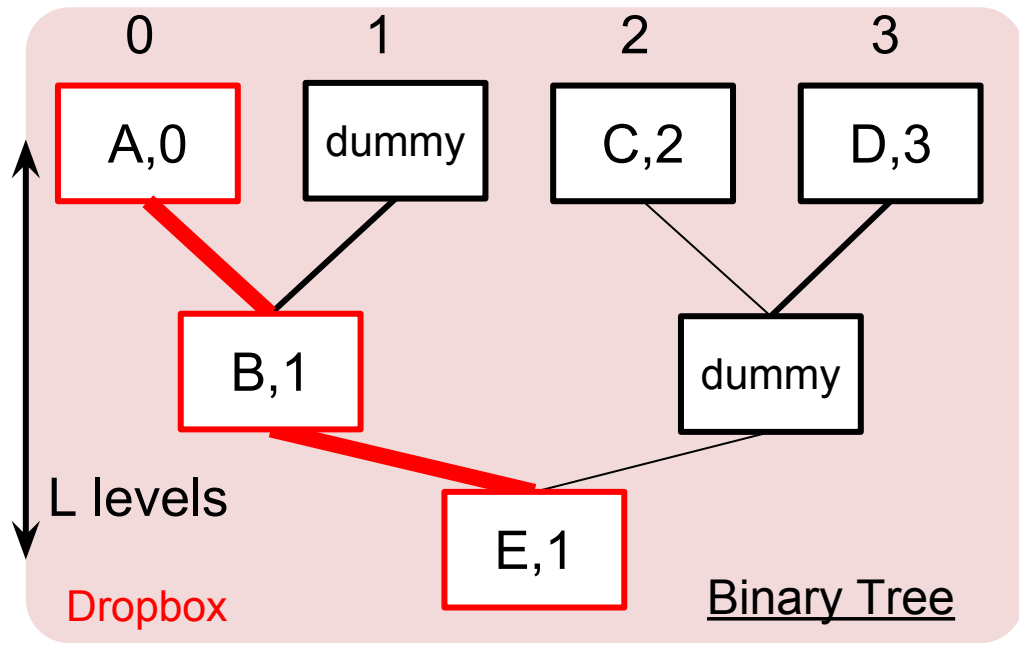 0 1 2 3
A,0 dummy C,2 D,3
B,1 dummy
L levels
E,1
Dropbox Binary Tree